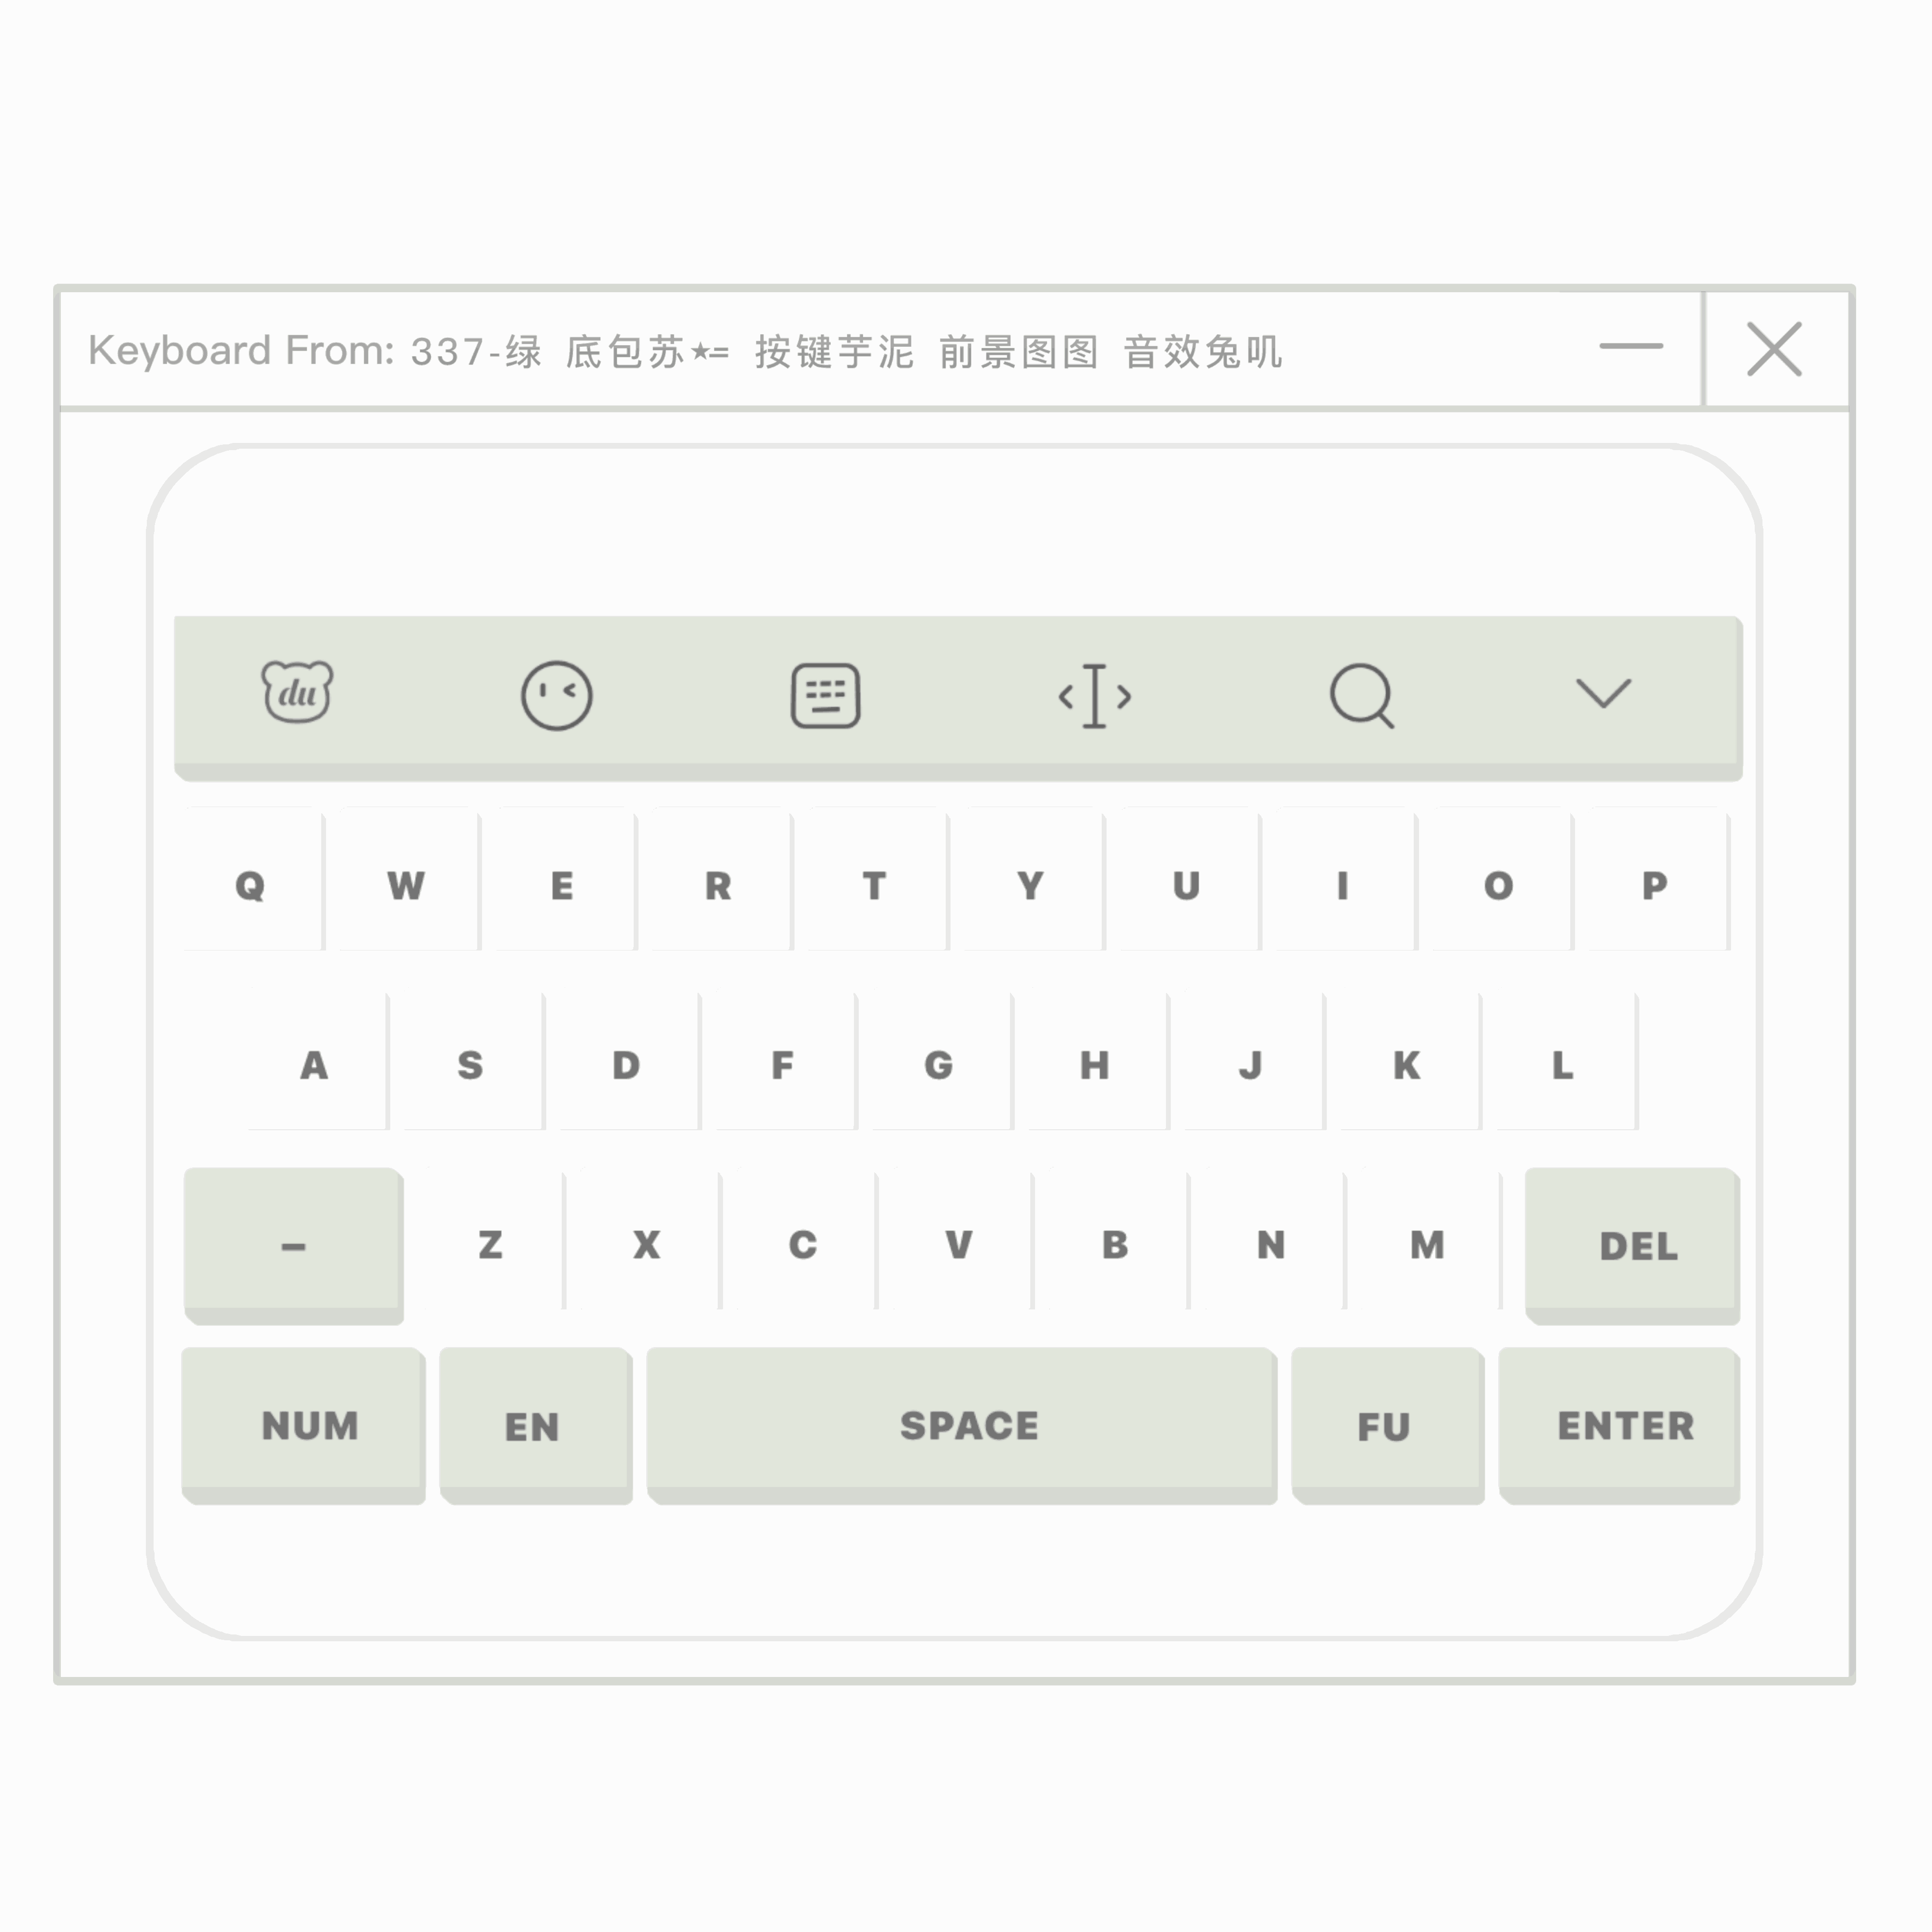 Keyboard From: 337-绿 底包芴★= 按键芋泥 前景图图 音效兔叽
du
Q W E R T Y U I O P
A S D F G H J K L
– Z X C V B N M DEL
NUM EN SPACE FU ENTER